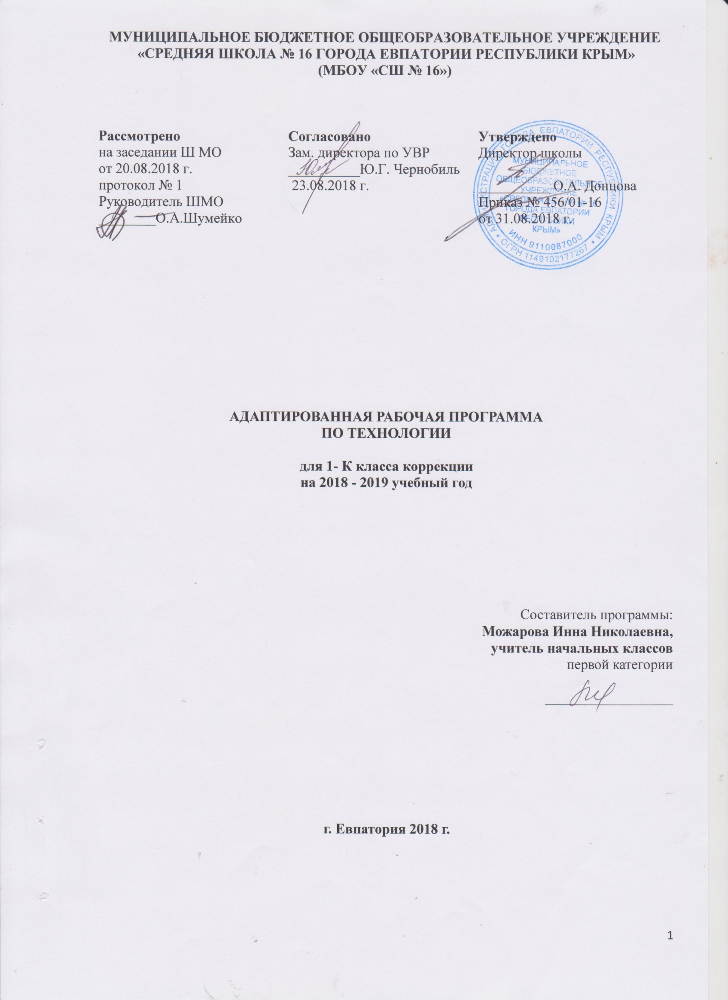 МУНИЦИПАЛЬНОЕ БЮДЖЕТНОЕ ОБЩЕОБРАЗОВАТЕЛЬНОЕ УЧРЕЖДЕНИЕ
«СРЕДНЯЯ ШКОЛА № 16 ГОРОДА ЕВПАТОРИИ РЕСПУБЛИКИ КРЫМ»
(МБОУ «СШ № 16»)
Рассмотрено
на заседании Ш МО
от 20.08.2018 г.
протокол № 1
Руководитель ШМО
________О.А.Шумейко
Согласовано
Зам. директора по УВР
__________Ю.Г. Чернобиль
23.08.2018 г.
Утверждено
Директор школы
__________ О.А. Донцова
Приказ № 456/01-16
от 31.08.2018 г.
АДМИНИСТРАЦИЯ ГОРОДА ЕВПАТОРИИ РЕСПУБЛИКИ КРЫМ
МУНИЦИПАЛЬНОЕ
БЮДЖЕТНОЕ
ОБЩЕОБРАЗОВАТЕЛЬНОЕ
УЧРЕЖДЕНИЕ
«СРЕДНЯЯ ШКОЛА № 16
ГОРОДА ЕВПАТОРИИ
РЕСПУБЛИКИ
КРЫМ»
ИНН 9110087000
• ОГРН 1149102177267 •
АДАПТИРОВАННАЯ РАБОЧАЯ ПРОГРАММА
ПО ТЕХНОЛОГИИ
для 1- К класса коррекции
на 2018 - 2019 учебный год
Составитель программы:
Можарова Инна Николаевна,
учитель начальных классов
первой категории
г. Евпатория 2018 г.
1